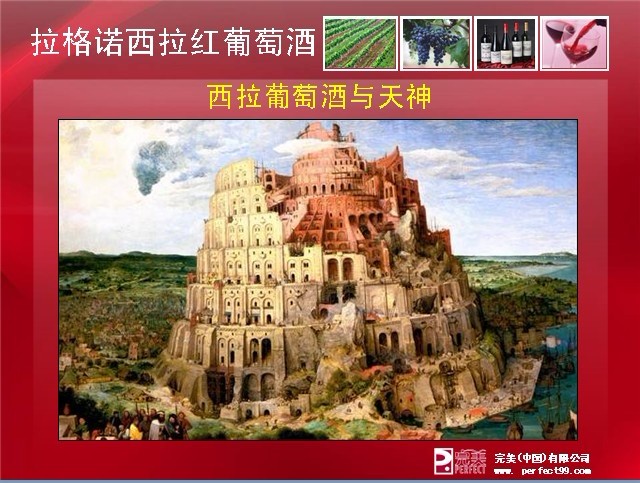 拉格诺西拉红葡萄酒
西拉葡萄酒与天神
完美
PERFECT
完美(中国)有限公司
www. perfect99.com